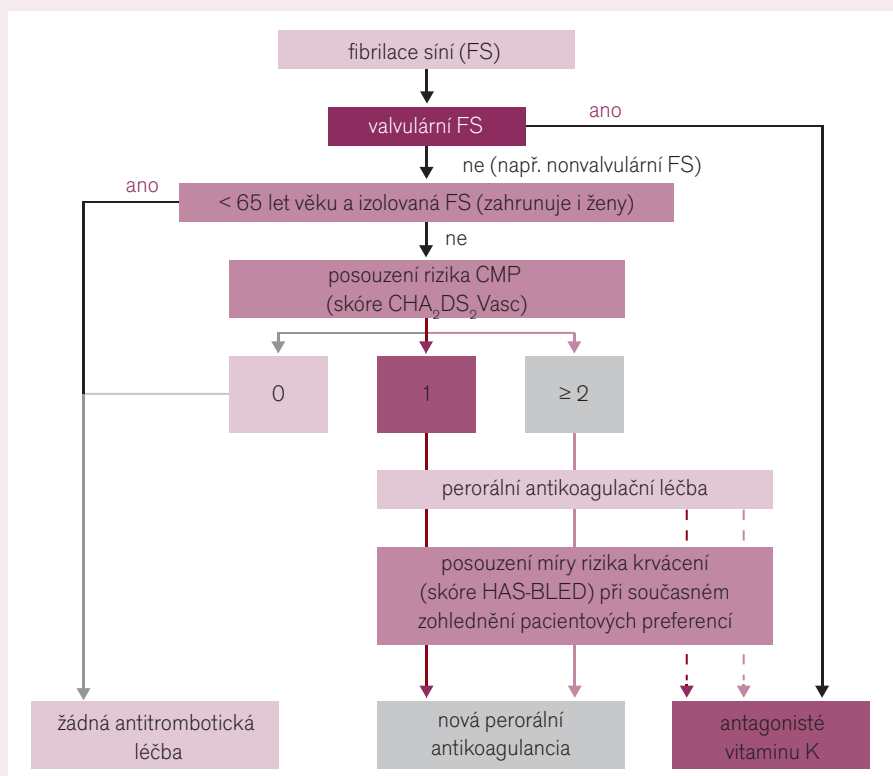 fibrilace síní (FS)
valvulární FS
ano
ne (např. nonvalvulární FS)
ano
< 65 let věku a izolovaná FS (zahrunuje i ženy)
ne
posouzení rizika CMP
(skóre CHA₂DS₂Vasc)
0
1
≥ 2
perorální antikoagulační léčba
posouzení míry rizika krvácení
(skóre HAS-BLED) při současném
zohlednění pacientových preferencí
žádná antitrombotická
léčba
nová perorální
antikoagulancia
antagonisté
vitaminu K